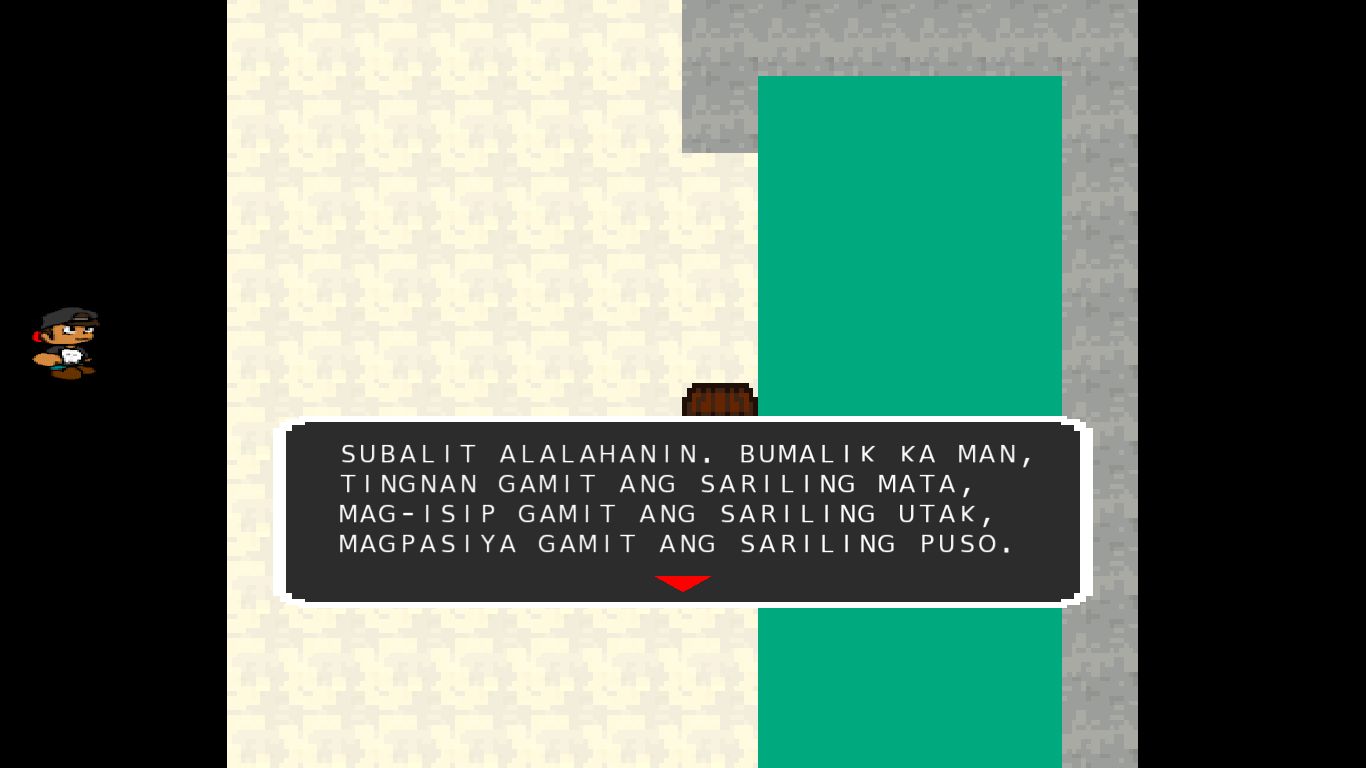 SUBALIT ALALAHANIN. BUMALIK KA MAN,
TINGNAN GAMIT ANG SARILING MATA,
MAG-ISIP GAMIT ANG SARILING UTAK,
MAGPASIYA GAMIT ANG SARILING PUSO.